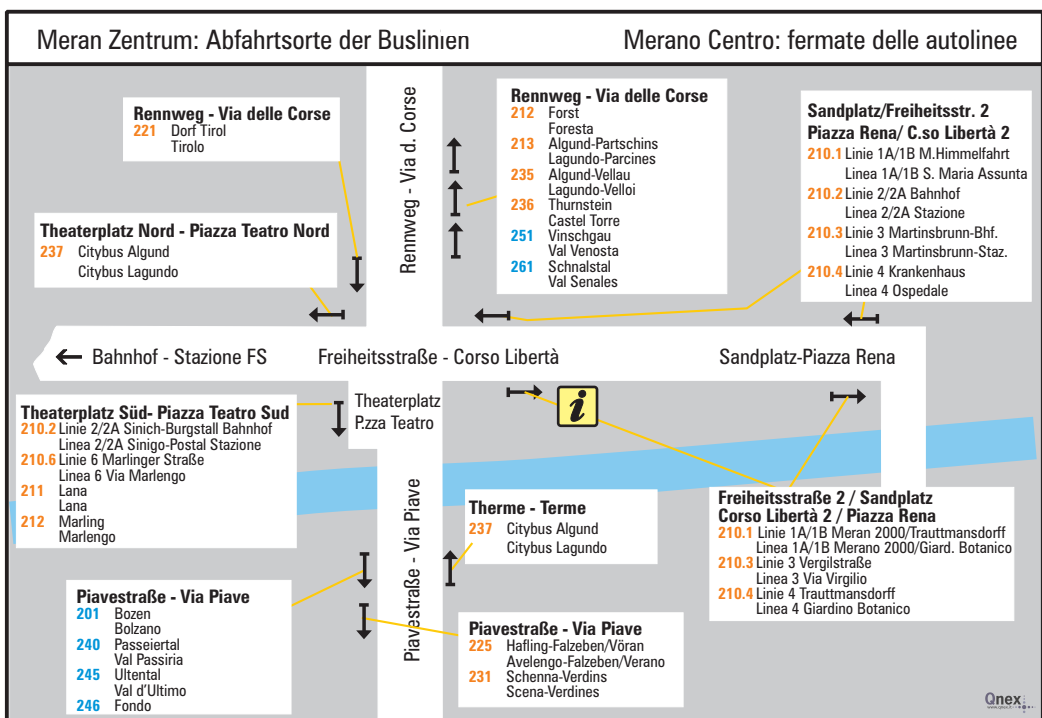 Meran Zentrum: Abfahrtsorte der Buslinien
Merano Centro: fermate delle autolinee
Rennweg - Via delle Corse
221 Dorf Tirol
Tirolo
Theaterplatz Nord - Piazza Teatro Nord
237 Citybus Algund
Citybus Lagundo
Rennweg - Via d. Corse
Rennweg - Via delle Corse
212 Forst
Foresta
213 Algund-Partschins
Lagundo-Parcines
235 Algund-Vellau
Lagundo-Velloi
236 Thurnstein
Castel Torre
251 Vinschgau
Val Venosta
261 Schnalstal
Val Senales
Sandplatz/Freiheitsstr. 2
Piazza Rena/ C.so Libertà 2
210.1 Linie 1A/1B M.Himmelfahrt
Linea 1A/1B S. Maria Assunta
210.2 Linie 2/2A Bahnhof
Linea 2/2A Stazione
210.3 Linie 3 Martinsbrunn-Bhf.
Linea 3 Martinsbrunn-Staz.
210.4 Linie 4 Krankenhaus
Linea 4 Ospedale
Bahnhof - Stazione FS
Freiheitsstraße - Corso Libertà
Sandplatz-Piazza Rena
Theaterplatz
P.zza Teatro
i
Theaterplatz Süd- Piazza Teatro Sud
210.2 Linie 2/2A Sinich-Burgstall Bahnhof
Linea 2/2A Sinigo-Postal Stazione
210.6 Linie 6 Marlinger Straße
Linea 6 Via Marlengo
211 Lana
Lana
212 Marling
Marlengo
Piavestraße - Via Piave
Therme - Terme
237 Citybus Algund
Citybus Lagundo
Freiheitsstraße 2 / Sandplatz
Corso Libertà 2 / Piazza Rena
210.1 Linie 1A/1B Meran 2000/Trauttmansdorff
Linea 1A/1B Merano 2000/Giard. Botanico
210.3 Linie 3 Vergilstraße
Linea 3 Via Virgilio
210.4 Linie 4 Trauttmansdorff
Linea 4 Giardino Botanico
Piavestraße - Via Piave
201 Bozen
Bolzano
240 Passeiertal
Val Passiria
245 Ultental
Val d'Ultimo
246 Fondo
Piavestraße - Via Piave
225 Hafling-Falzeben/Vöran
Avelengo-Falzeben/Verano
231 Schenna-Verdins
Scena-Verdines
Qnex